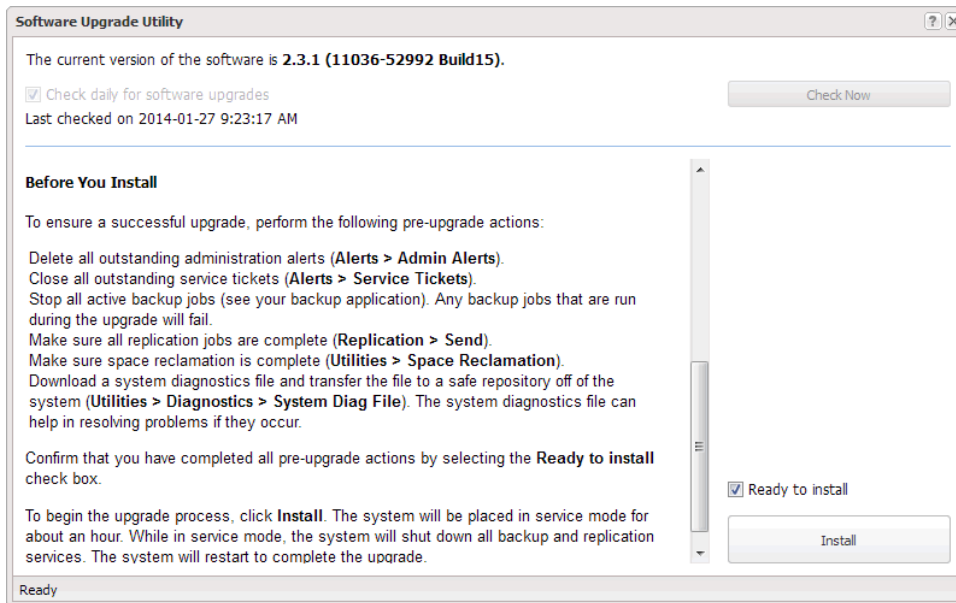 Software Upgrade Utility
The current version of the software is 2.3.1 (11036-52992 Build15).
Check daily for software upgrades
Check Now
Last checked on 2014-01-27 9:23:17 AM
Before You Install
To ensure a successful upgrade, perform the following pre-upgrade actions:
Delete all outstanding administration alerts (Alerts > Admin Alerts).
Close all outstanding service tickets (Alerts > Service Tickets).
Stop all active backup jobs (see your backup application). Any backup jobs that are run
during the upgrade will fail.
Make sure all replication jobs are complete (Replication > Send).
Make sure space reclamation is complete (Utilities > Space Reclamation).
Download a system diagnostics file and transfer the file to a safe repository off of the
system (Utilities > Diagnostics > System Diag File). The system diagnostics file can
help in resolving problems if they occur.
Confirm that you have completed all pre-upgrade actions by selecting the Ready to install
check box.
To begin the upgrade process, click Install. The system will be placed in service mode for
about an hour. While in service mode, the system will shut down all backup and replication
services. The system will restart to complete the upgrade.
Ready to install
Install
Ready